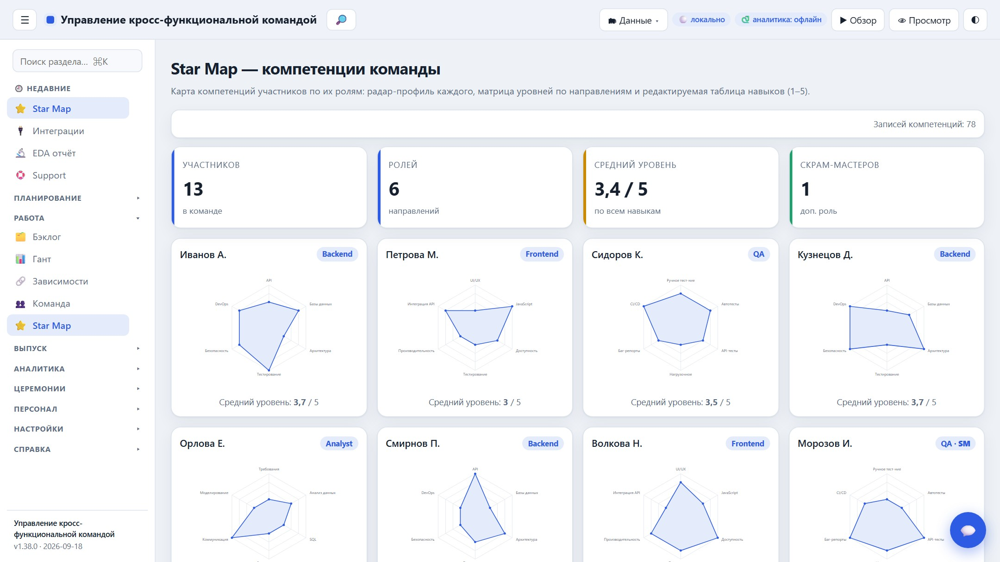 ☰ Управление кросс-функциональной командой
Данные ▾
локально
аналитика: офлайн
▶ Обзор
Просмотр
Поиск раздела... ⌘K
НЕДАВНИЕ
Star Map
Интеграции
EDA отчёт
Support
ПЛАНИРОВАНИЕ
РАБОТА
Бэклог
Гант
Зависимости
Команда
Star Map
ВЫПУСК
АНАЛИТИКА
ЦЕРЕМОНИИ
ПЕРСОНАЛ
НАСТРОЙКИ
СПРАВКА
Управление кросс-
функциональной командой
v1.38.0 · 2026-09-18
Star Map — компетенции команды
Карта компетенций участников по их ролям: радар-профиль каждого, матрица уровней по направлениям и редактируемая таблица навыков (1–5).
Записей компетенций: 78
УЧАСТНИКОВ
13
в команде
РОЛЕЙ
6
направлений
СРЕДНИЙ УРОВЕНЬ
3,4 / 5
по всем навыкам
СКРАМ-МАСТЕРОВ
1
доп. роль
Иванов А.
Backend
API
DevOps
Базы данных
Безопасность
Архитектура
Тестирование
Средний уровень: 3,7 / 5
Петрова М.
Frontend
UI/UX
Интеграция API
JavaScript
Производительность
Доступность
Тестирование
Средний уровень: 3 / 5
Сидоров К.
QA
Ручное тест-ние
CI/CD
Автотесты
Баг-репорты
API-тесты
Нагрузочное
Средний уровень: 3,5 / 5
Кузнецов Д.
Backend
API
DevOps
Базы данных
Безопасность
Архитектура
Тестирование
Средний уровень: 3,7 / 5
Орлова Е.
Analyst
Требования
Моделирование
Анализ данных
Коммуникация
SQL
Смирнов П.
Backend
API
DevOps
Базы данных
Безопасность
Архитектура
Волкова Н.
Frontend
UI/UX
Интеграция API
JavaScript
Производительность
Доступность
Морозов И.
QA · SM
Ручное тест-ние
CI/CD
Автотесты
Баг-репорты
API-тесты